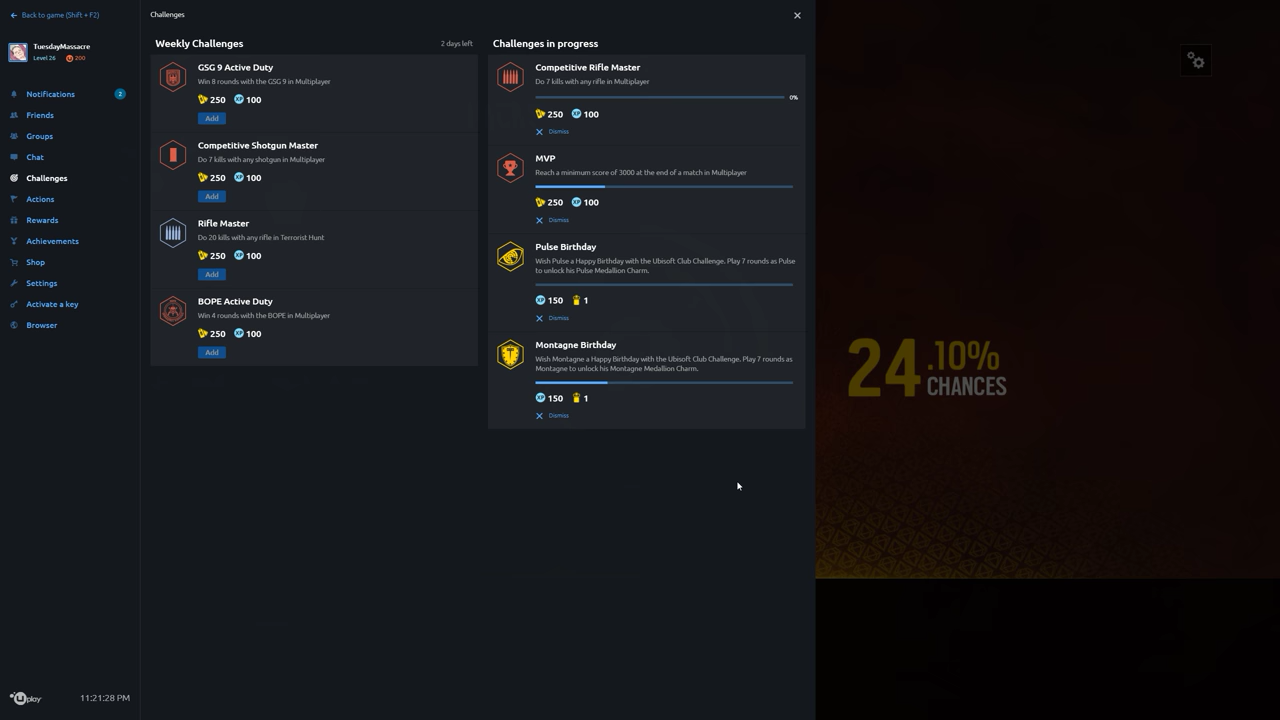 Back to game (Shift + F2)
TuesdayMassacre
Level 26 200
Notifications 2
Friends
Groups
Chat
Challenges
Actions
Rewards
Achievements
Shop
Settings
Activate a key
Browser
uplay 11:21:28 PM
Challenges
Weekly Challenges 2 days left
GSG 9 Active Duty
Win 8 rounds with the GSG 9 in Multiplayer
250 XP 100
Add
Competitive Shotgun Master
Do 7 kills with any shotgun in Multiplayer
250 XP 100
Add
Rifle Master
Do 20 kills with any rifle in Terrorist Hunt
250 XP 100
Add
BOPE Active Duty
Win 4 rounds with the BOPE in Multiplayer
250 XP 100
Add
Challenges in progress
Competitive Rifle Master
Do 7 kills with any rifle in Multiplayer
0%
250 XP 100
Dismiss
MVP
Reach a minimum score of 3000 at the end of a match in Multiplayer
250 XP 100
Dismiss
Pulse Birthday
Wish Pulse a Happy Birthday with the Ubisoft Club Challenge. Play 7 rounds as Pulse
to unlock his Pulse Medallion Charm.
XP 150 1
Dismiss
Montagne Birthday
Wish Montagne a Happy Birthday with the Ubisoft Club Challenge. Play 7 rounds as
Montagne to unlock his Montagne Medallion Charm.
XP 150 1
Dismiss
24.10%
CHANCES